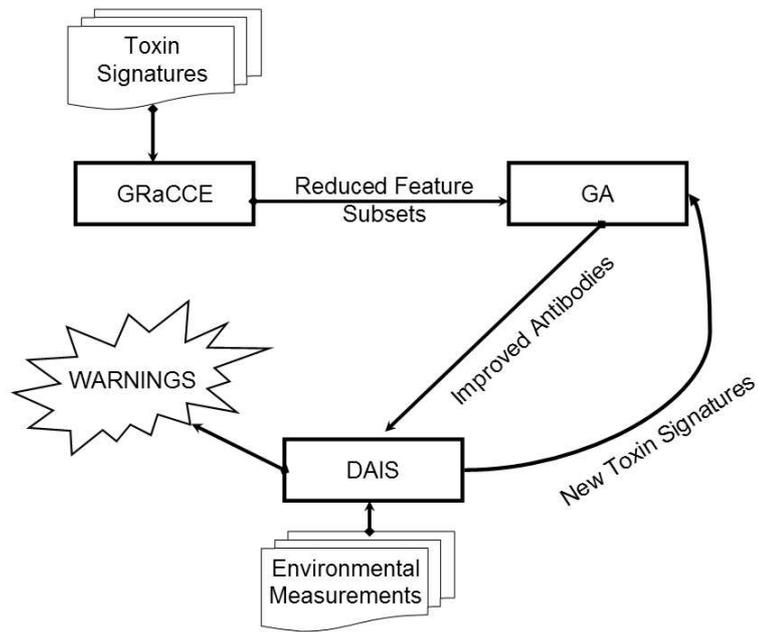 Toxin
Signatures
GRaCCE
Reduced Feature
Subsets
GA
Improved Antibodies
WARNINGS
DAIS
New Toxin Signatures
Environmental
Measurements